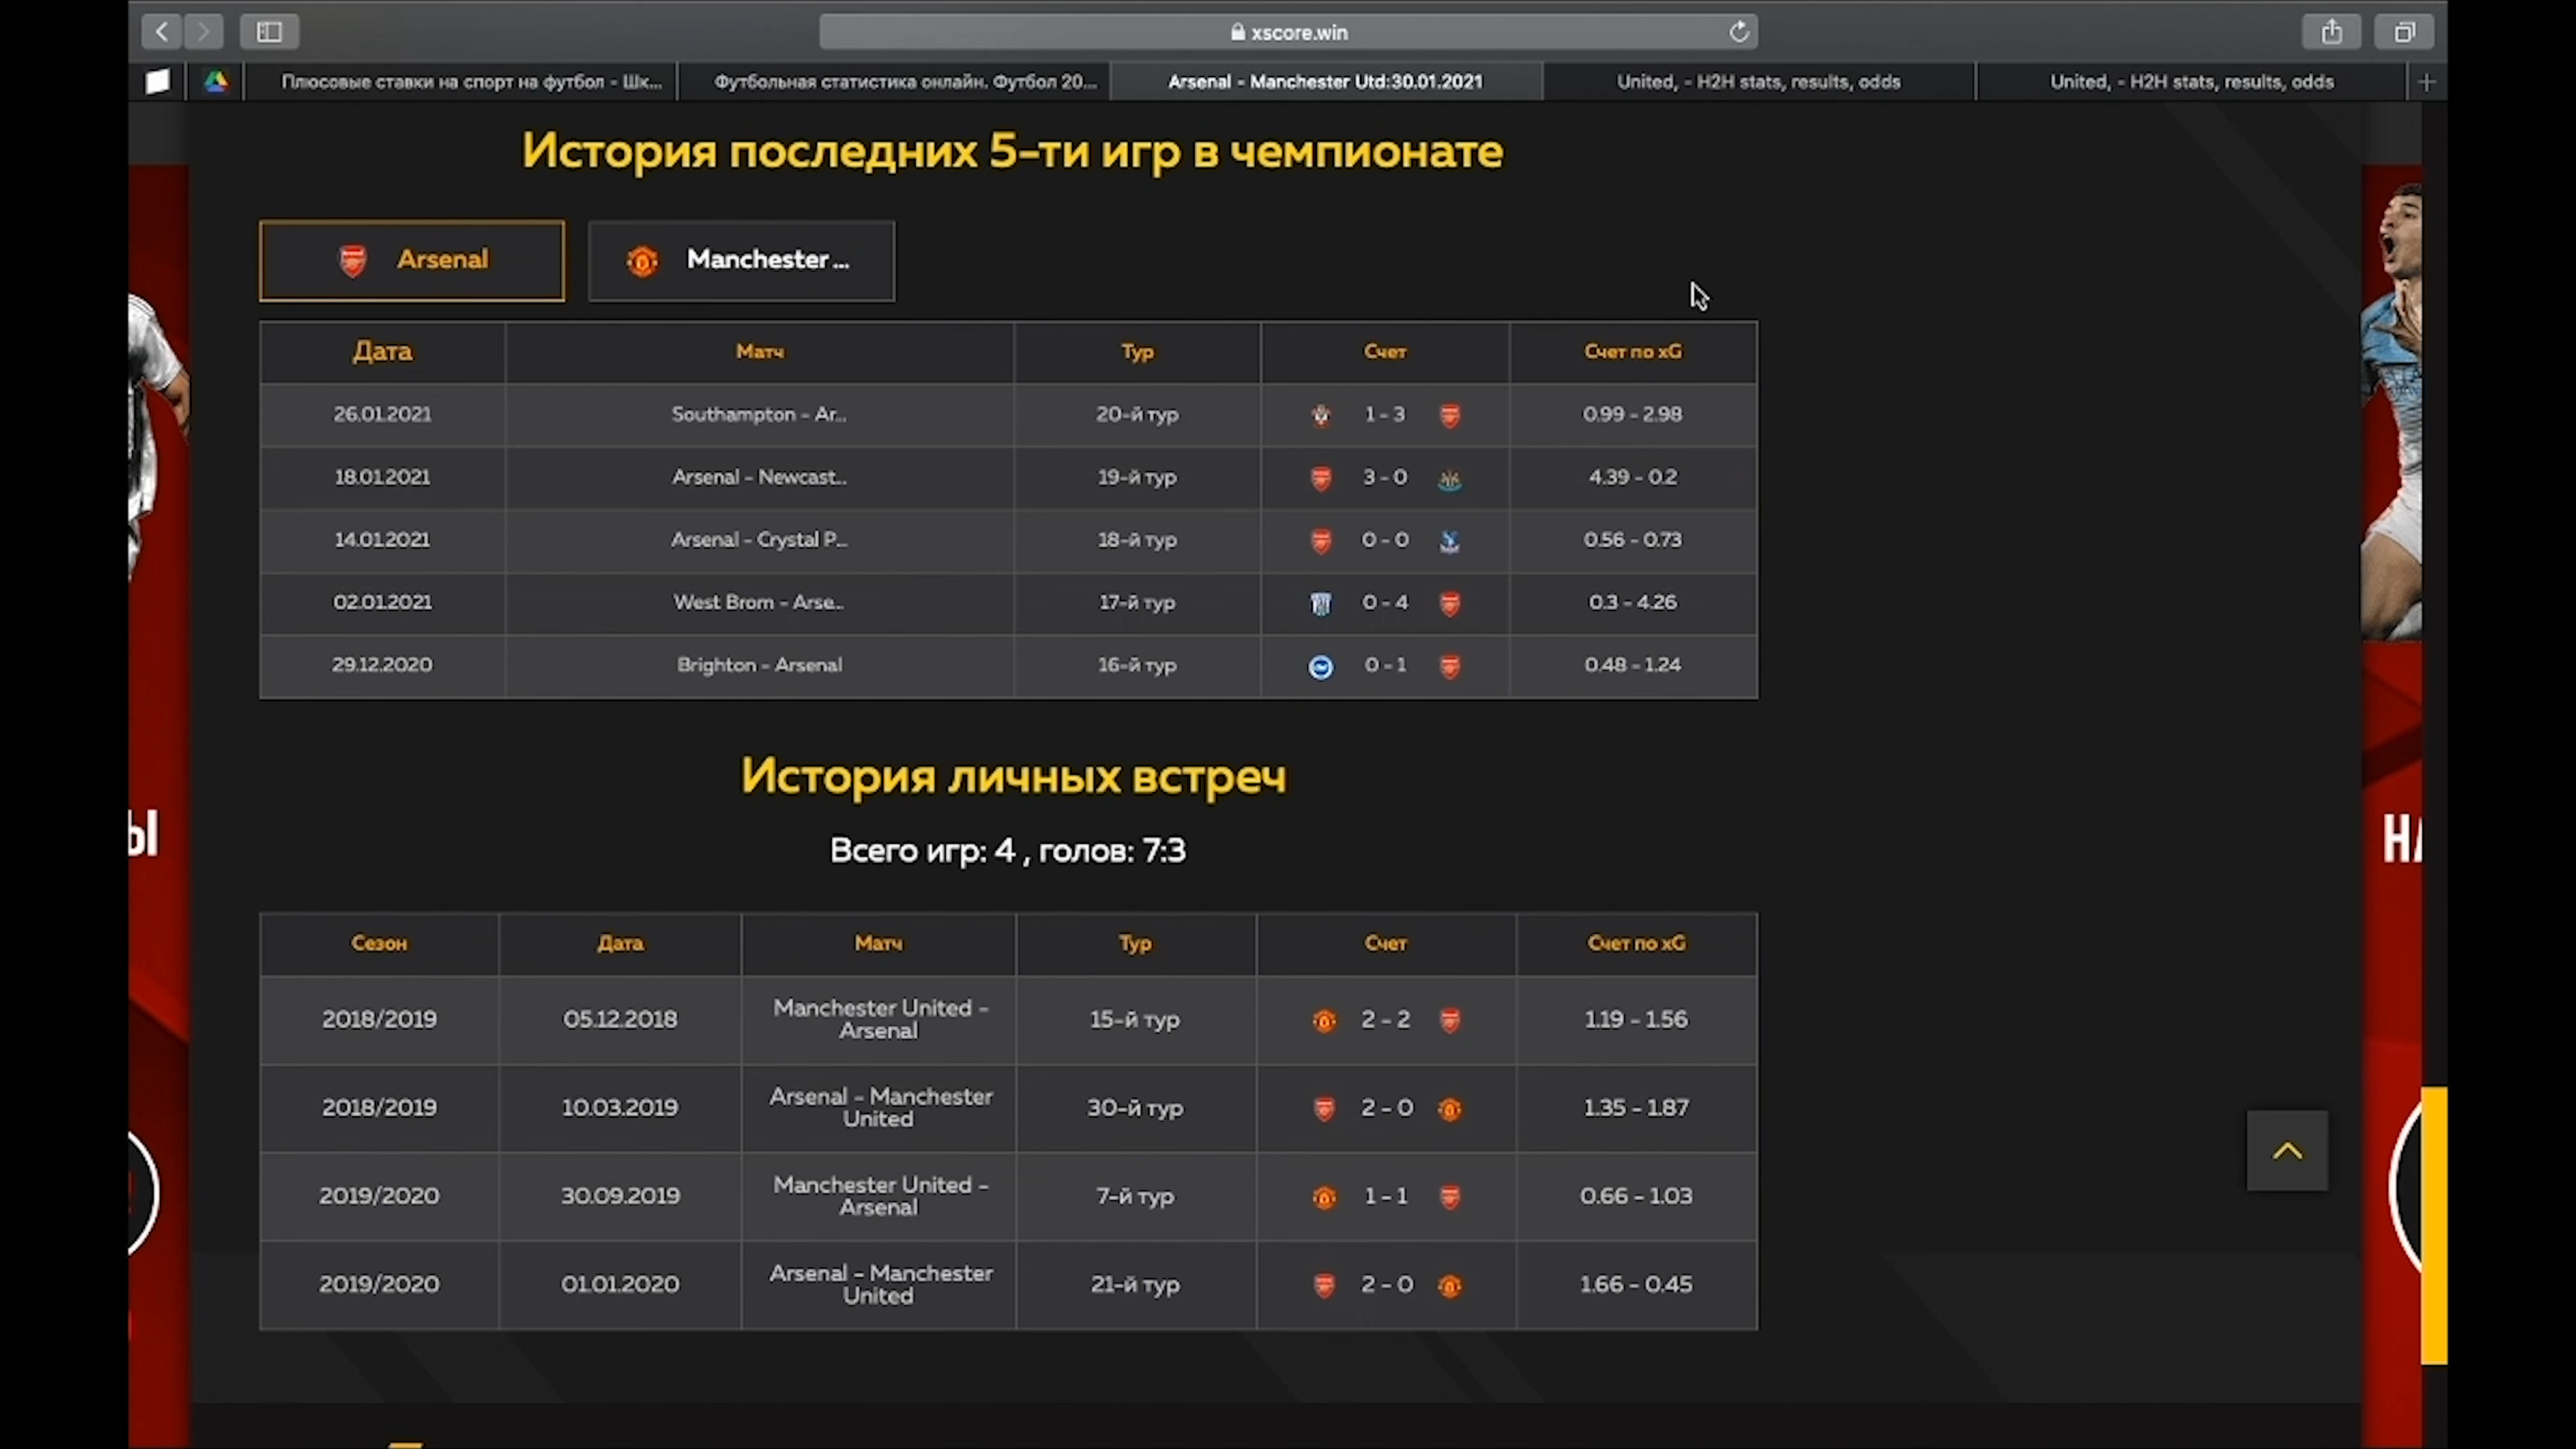 xscore.win
Плюсовые ставки на спорт на футбол - Шк...
Футбольная статистика онлайн. Футбол 20...
Arsenal - Manchester Utd:30.01.2021
United, - H2H stats, results, odds
United, - H2H stats, results, odds
История последних 5-ти игр в чемпионате
Arsenal
Manchester ...
Дата Матч Тур Счет Счет по xG
26.01.2021 Southampton - Ar... 20-й тур 1 - 3 0.99 - 2.98
18.01.2021 Arsenal - Newcast... 19-й тур 3 - 0 4.39 - 0.2
14.01.2021 Arsenal - Crystal P... 18-й тур 0 - 0 0.56 - 0.73
02.01.2021 West Brom - Arse... 17-й тур 0 - 4 0.3 - 4.26
29.12.2020 Brighton - Arsenal 16-й тур 0 - 1 0.48 - 1.24
История личных встреч
Всего игр: 4 , голов: 7:3
Ы
НА
Сезон Дата Матч Тур Счет Счет по xG
2018/2019 05.12.2018 Manchester United - Arsenal 15-й тур 2 - 2 1.19 - 1.56
2018/2019 10.03.2019 Arsenal - Manchester United 30-й тур 2 - 0 1.35 - 1.87
2019/2020 30.09.2019 Manchester United - Arsenal 7-й тур 1 - 1 0.66 - 1.03
2019/2020 01.01.2020 Arsenal - Manchester United 21-й тур 2 - 0 1.66 - 0.45